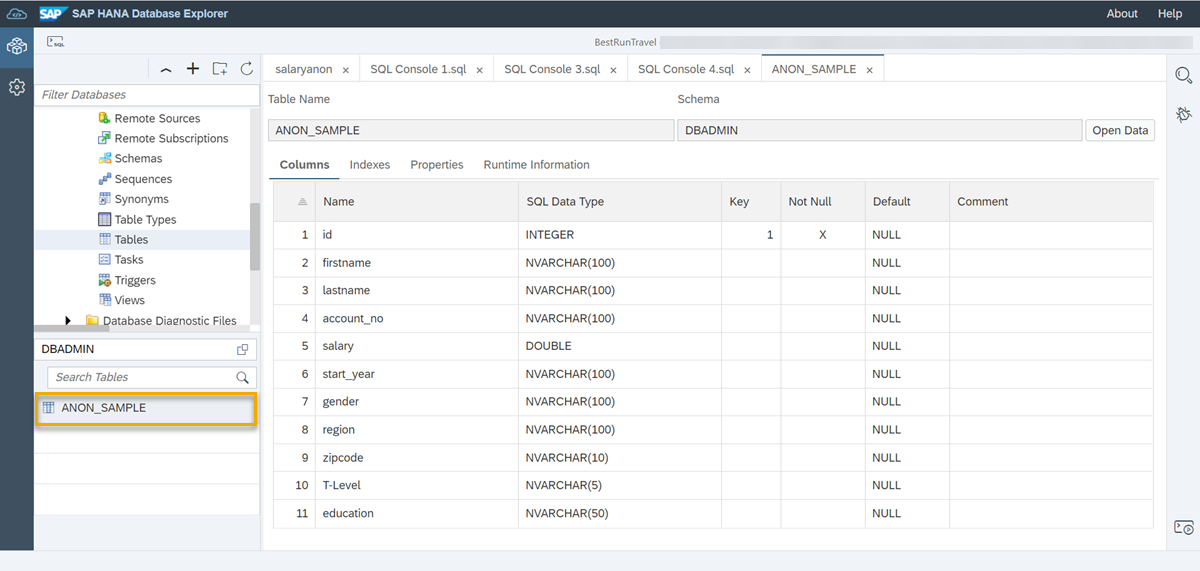 SAP SAP HANA Database Explorer About Help
SQL BestRunTravel
salaryanon × SQL Console 1.sql × SQL Console 3.sql × SQL Console 4.sql × ANON_SAMPLE ×
Filter Databases
Remote Sources
Remote Subscriptions
Schemas
Sequences
Synonyms
Table Types
Tables
Tasks
Triggers
Views
Database Diagnostic Files
DBADMIN
Search Tables
ANON_SAMPLE
Table Name Schema
ANON_SAMPLE DBADMIN Open Data
Columns Indexes Properties Runtime Information
Name SQL Data Type Key Not Null Default Comment
1 id INTEGER 1 X NULL
2 firstname NVARCHAR(100) NULL
3 lastname NVARCHAR(100) NULL
4 account_no NVARCHAR(100) NULL
5 salary DOUBLE NULL
6 start_year NVARCHAR(100) NULL
7 gender NVARCHAR(100) NULL
8 region NVARCHAR(100) NULL
9 zipcode NVARCHAR(10) NULL
10 T-Level NVARCHAR(5) NULL
11 education NVARCHAR(50) NULL